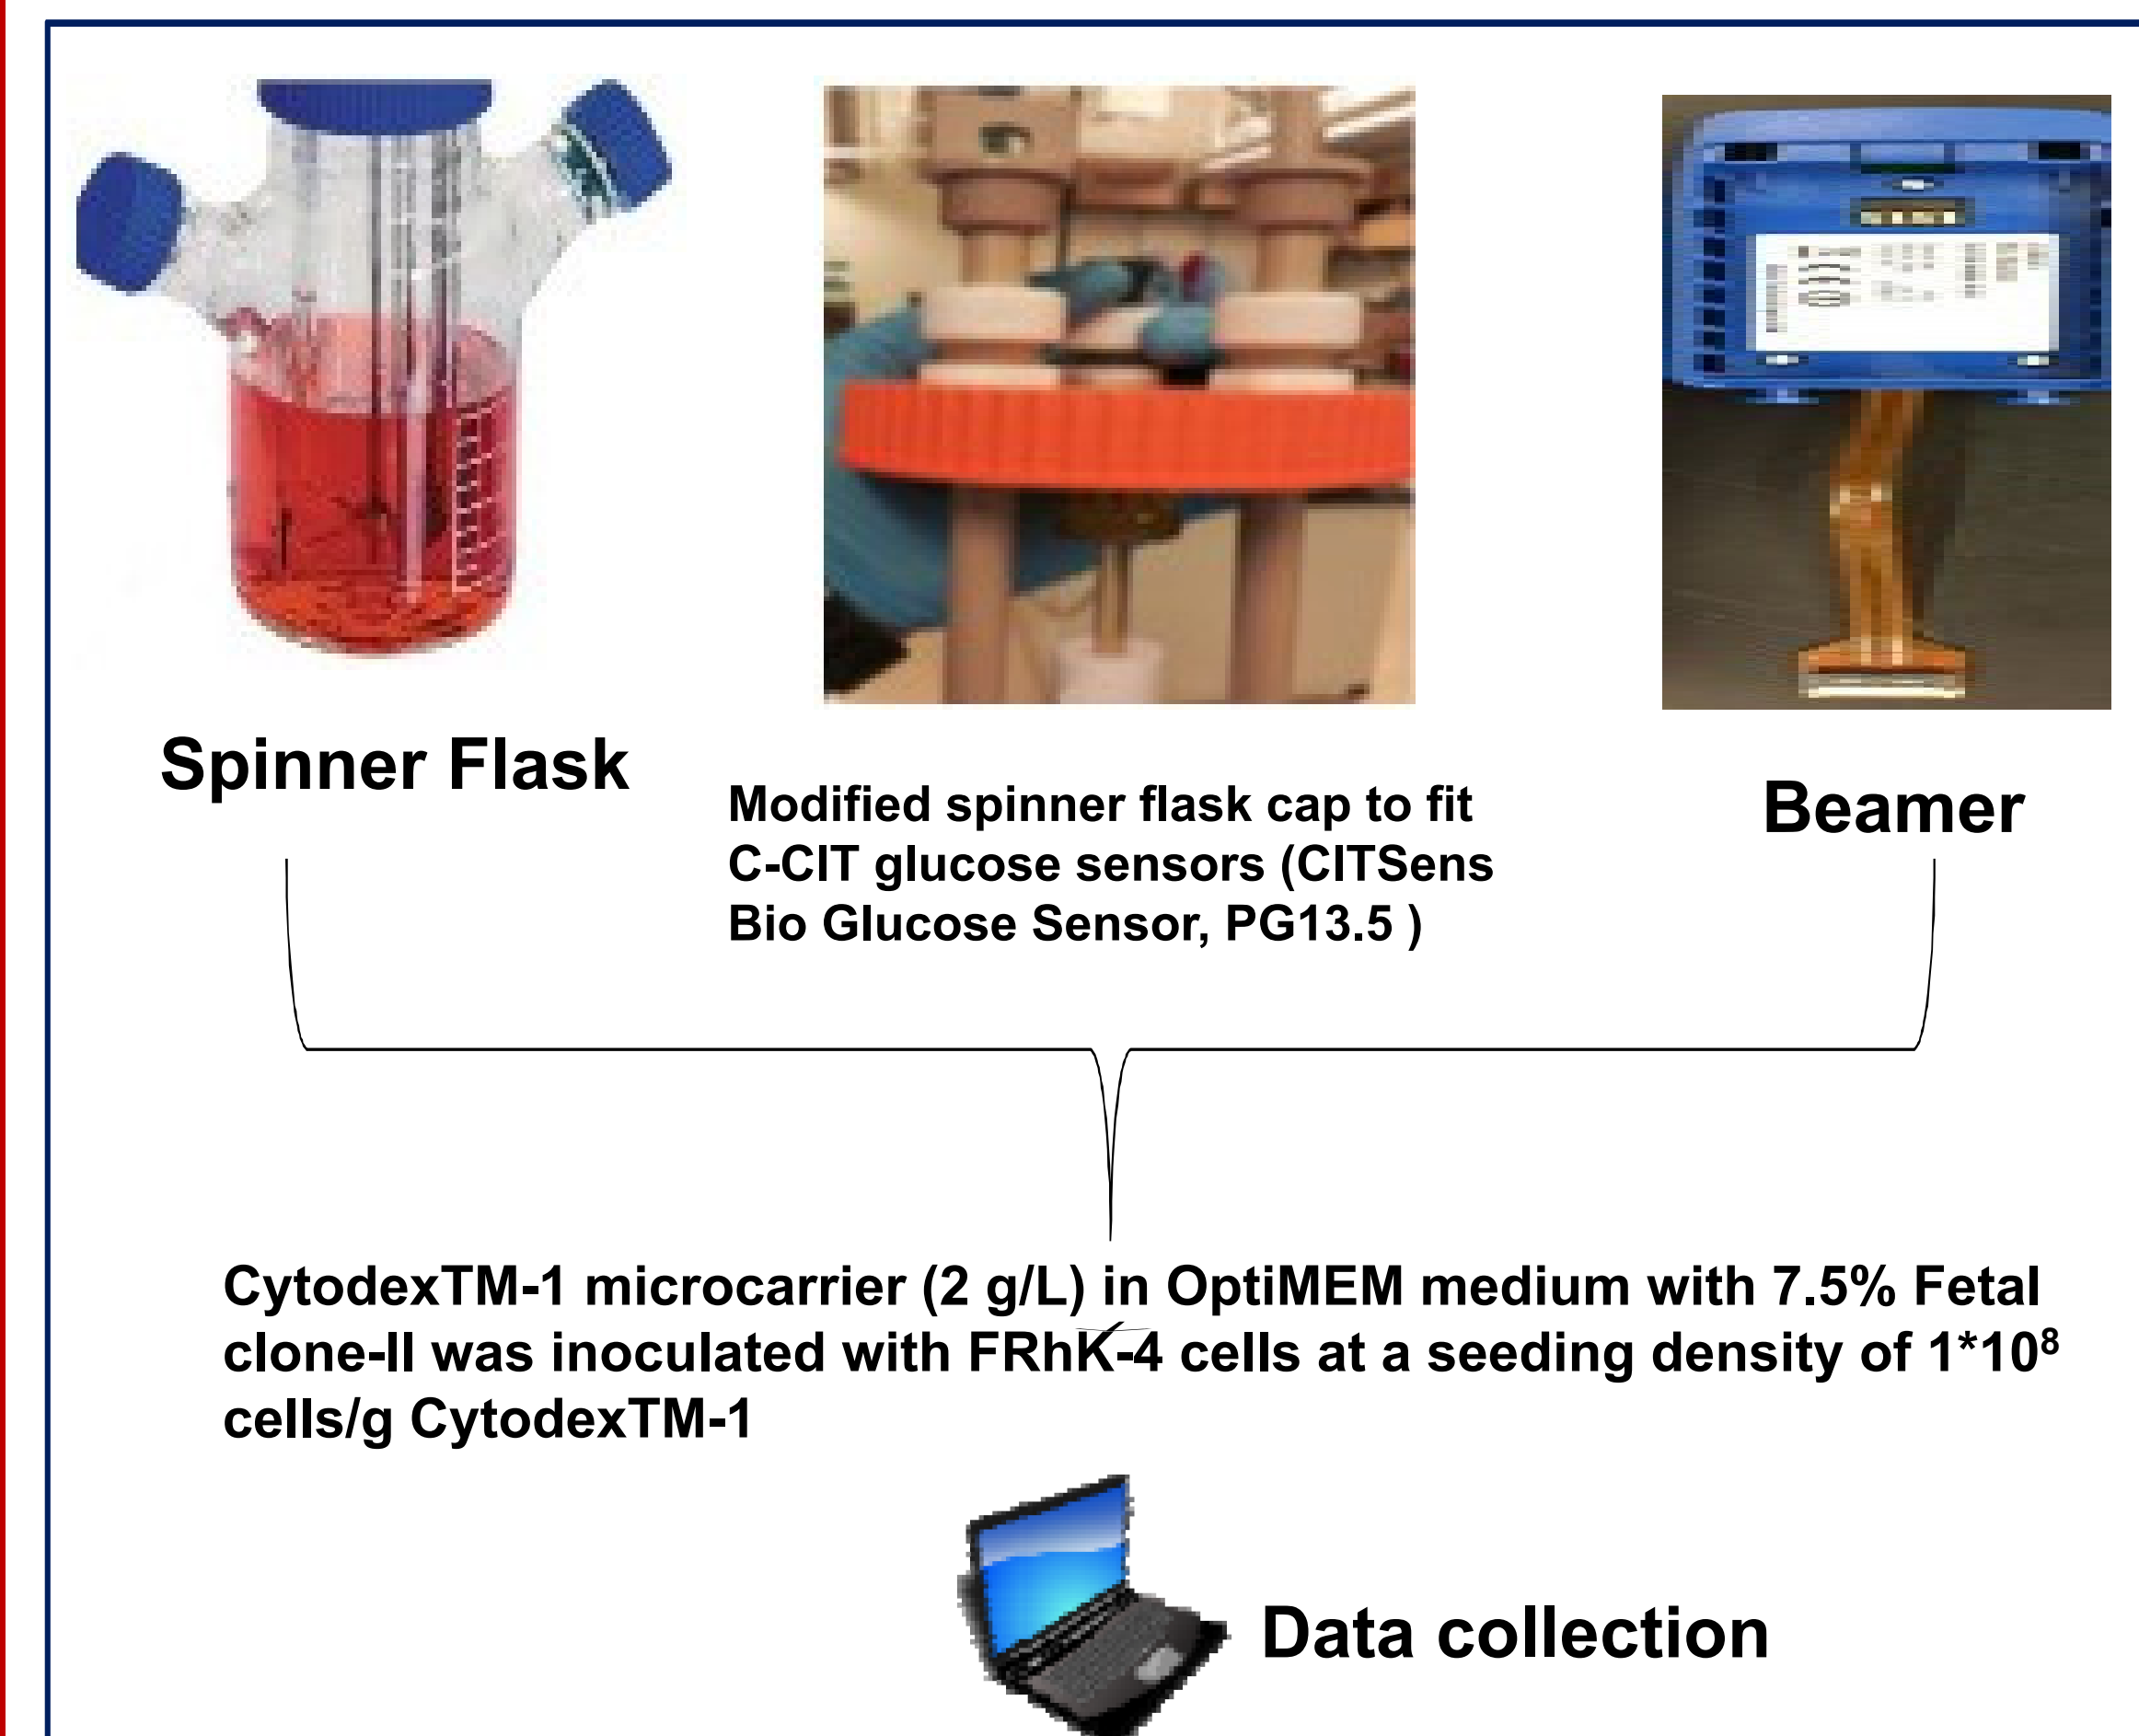 Spinner Flask
Modified spinner flask cap to fit
C-CIT glucose sensors (CITSens
Bio Glucose Sensor, PG13.5 )
Beamer
CytodexTM-1 microcarrier (2 g/L) in OptiMEM medium with 7.5% Fetal
clone-II was inoculated with FRhK-4 cells at a seeding density of 1*10⁸
cells/g CytodexTM-1
Data collection